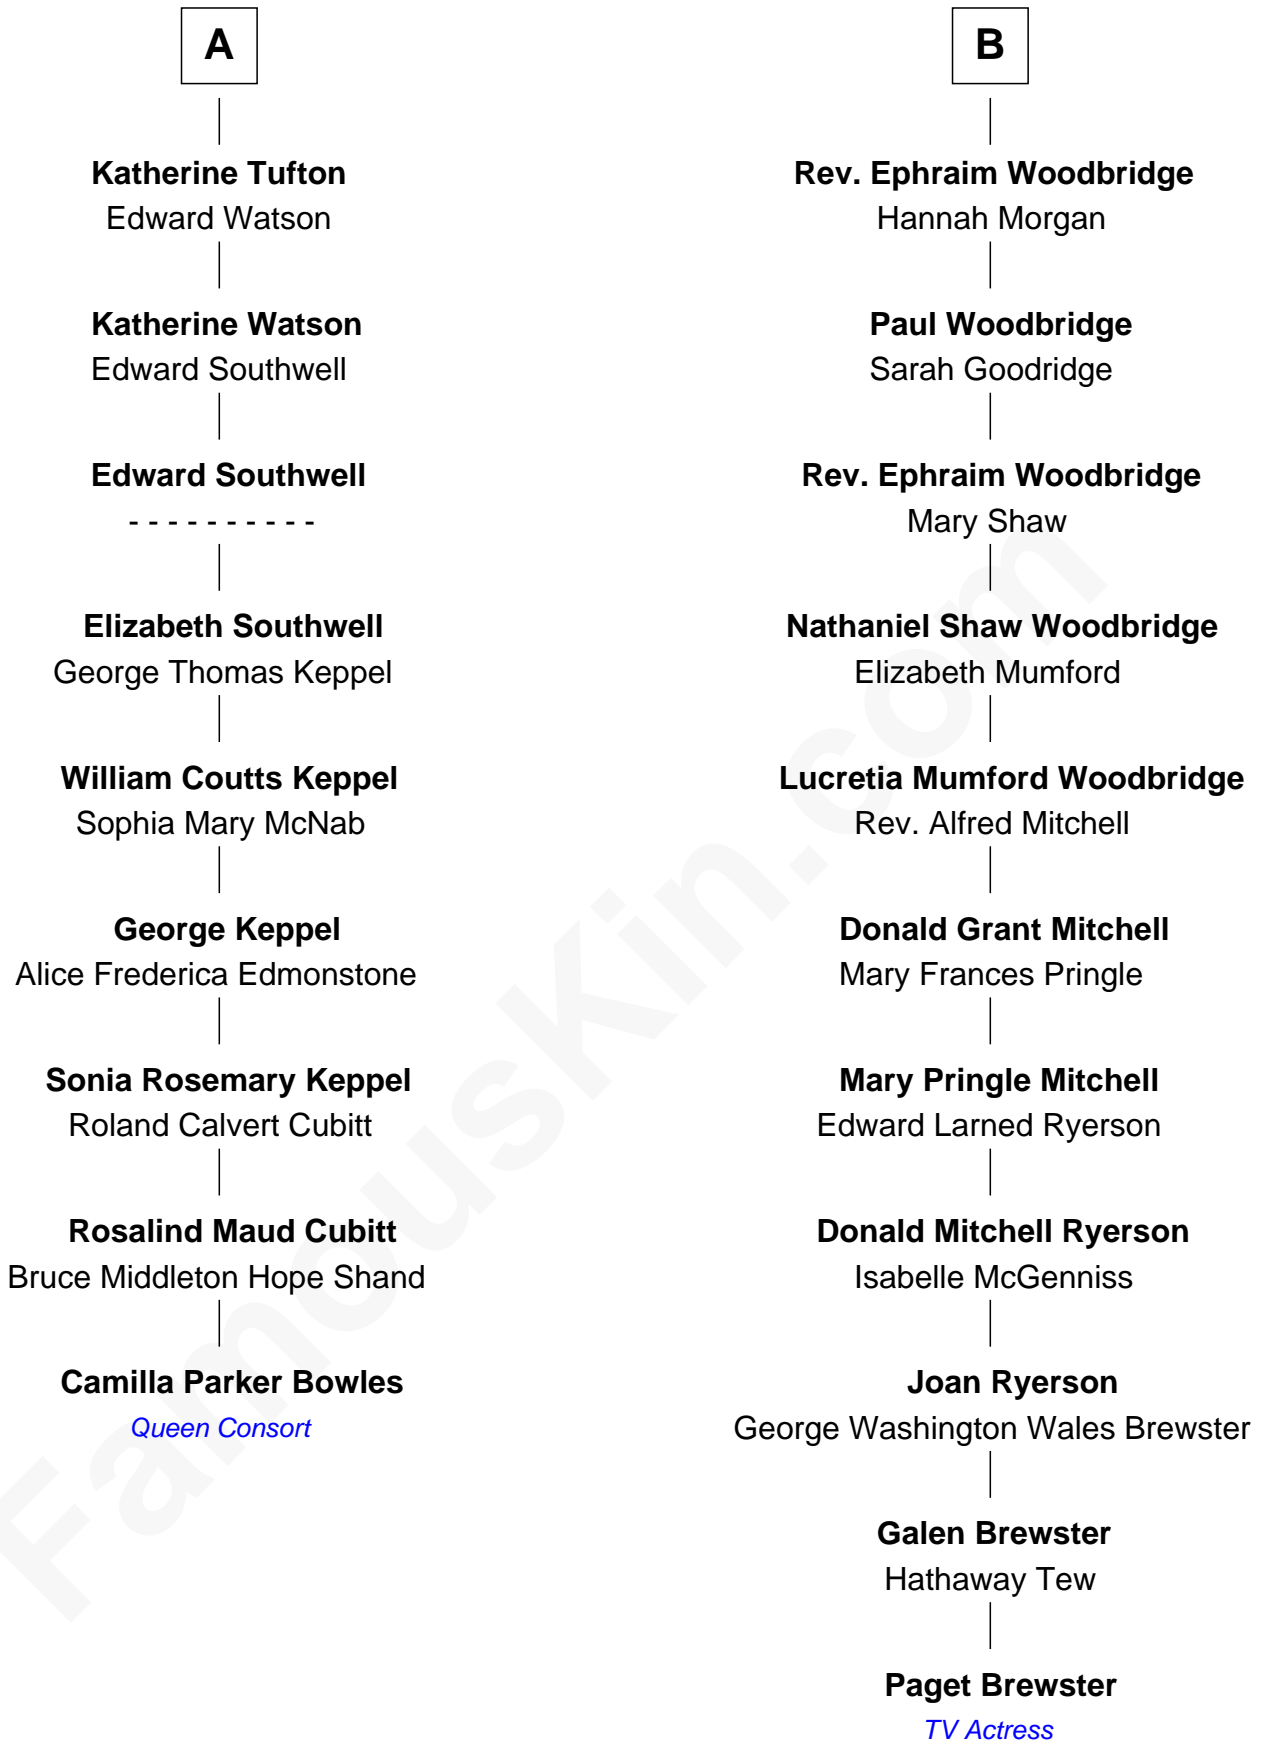 A
Katherine Tufton
Edward Watson
Katherine Watson
Edward Southwell
Edward Southwell
- - - - - - - - - -
Elizabeth Southwell
George Thomas Keppel
William Coutts Keppel
Sophia Mary McNab
George Keppel
Alice Frederica Edmonstone
Sonia Rosemary Keppel
Roland Calvert Cubitt
Rosalind Maud Cubitt
Bruce Middleton Hope Shand
Camilla Parker Bowles
Queen Consort
B
Rev. Ephraim Woodbridge
Hannah Morgan
Paul Woodbridge
Sarah Goodridge
Rev. Ephraim Woodbridge
Mary Shaw
Nathaniel Shaw Woodbridge
Elizabeth Mumford
Lucretia Mumford Woodbridge
Rev. Alfred Mitchell
Donald Grant Mitchell
Mary Frances Pringle
Mary Pringle Mitchell
Edward Larned Ryerson
Donald Mitchell Ryerson
Isabelle McGenniss
Joan Ryerson
George Washington Wales Brewster
Galen Brewster
Hathaway Tew
Paget Brewster
TV Actress
FamousKin.com